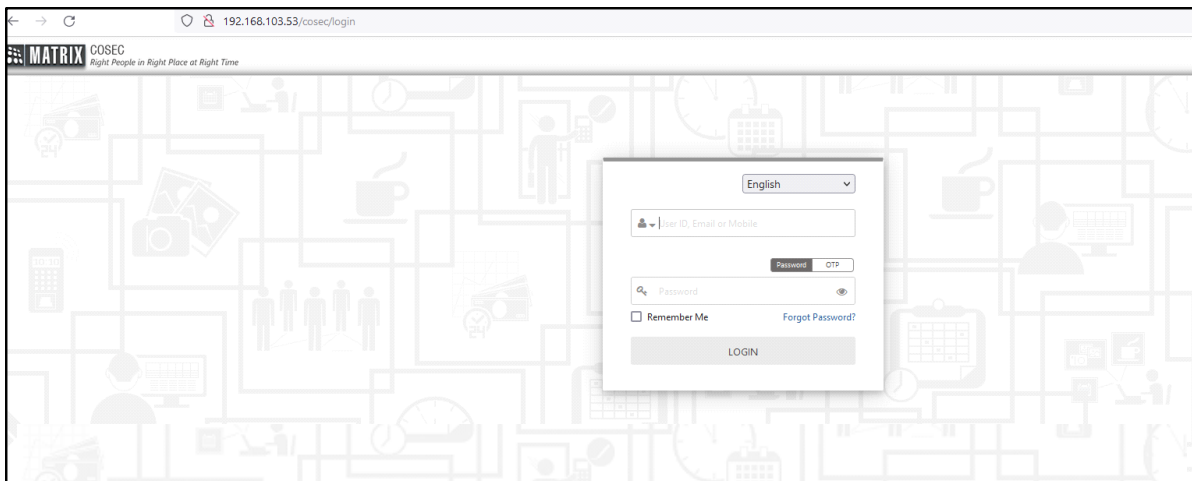 192.168.103.53/cosec/login
MATRIX COSEC
Right People in Right Place at Right Time
English
User ID, Email or Mobile
Password OTP
Password
Remember Me Forgot Password?
LOGIN